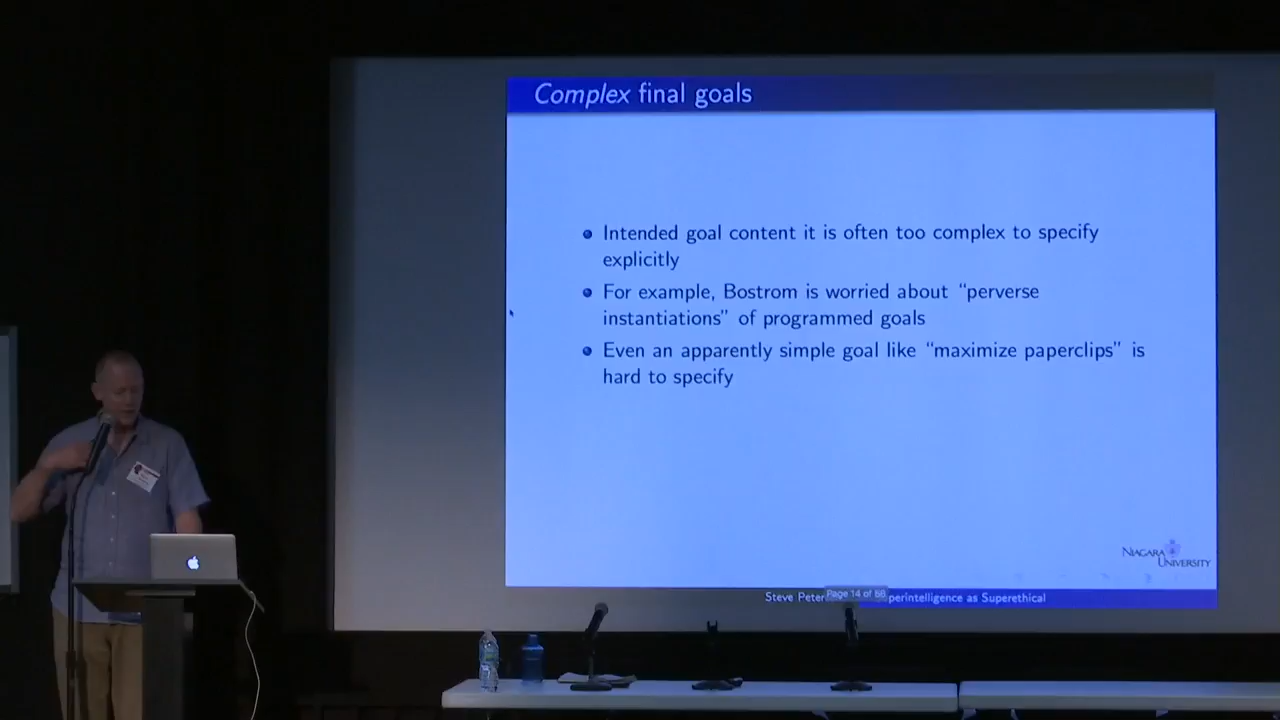 Complex final goals
Intended goal content it is often too complex to specify
explicitly
For example, Bostrom is worried about “perverse
instantiations” of programmed goals
Even an apparently simple goal like “maximize paperclips” is
hard to specify
NIAGARA
UNIVERSITY
Steve Peter
Page 14 of 56
perintelligence as Superethical